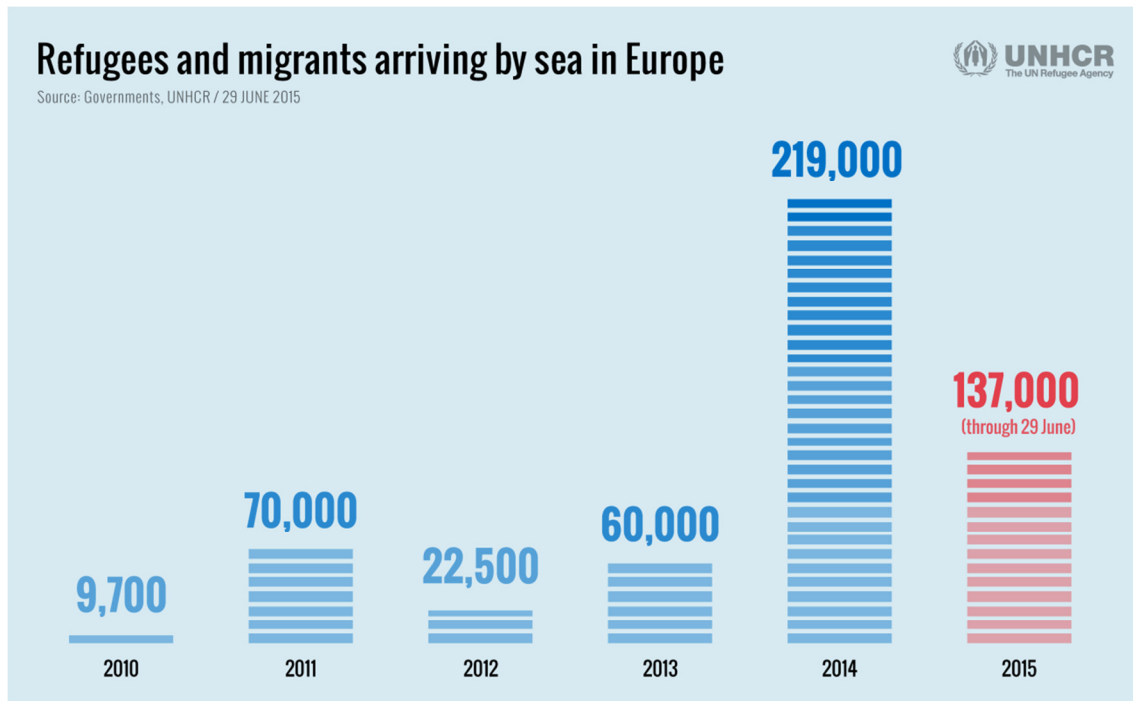 Refugees and migrants arriving by sea in Europe
Source: Governments, UNHCR / 29 JUNE 2015
UNHCR
The UN Refugee Agency
9,700
70,000
22,500
60,000
219,000
137,000
(through 29 June)
2010
2011
2012
2013
2014
2015